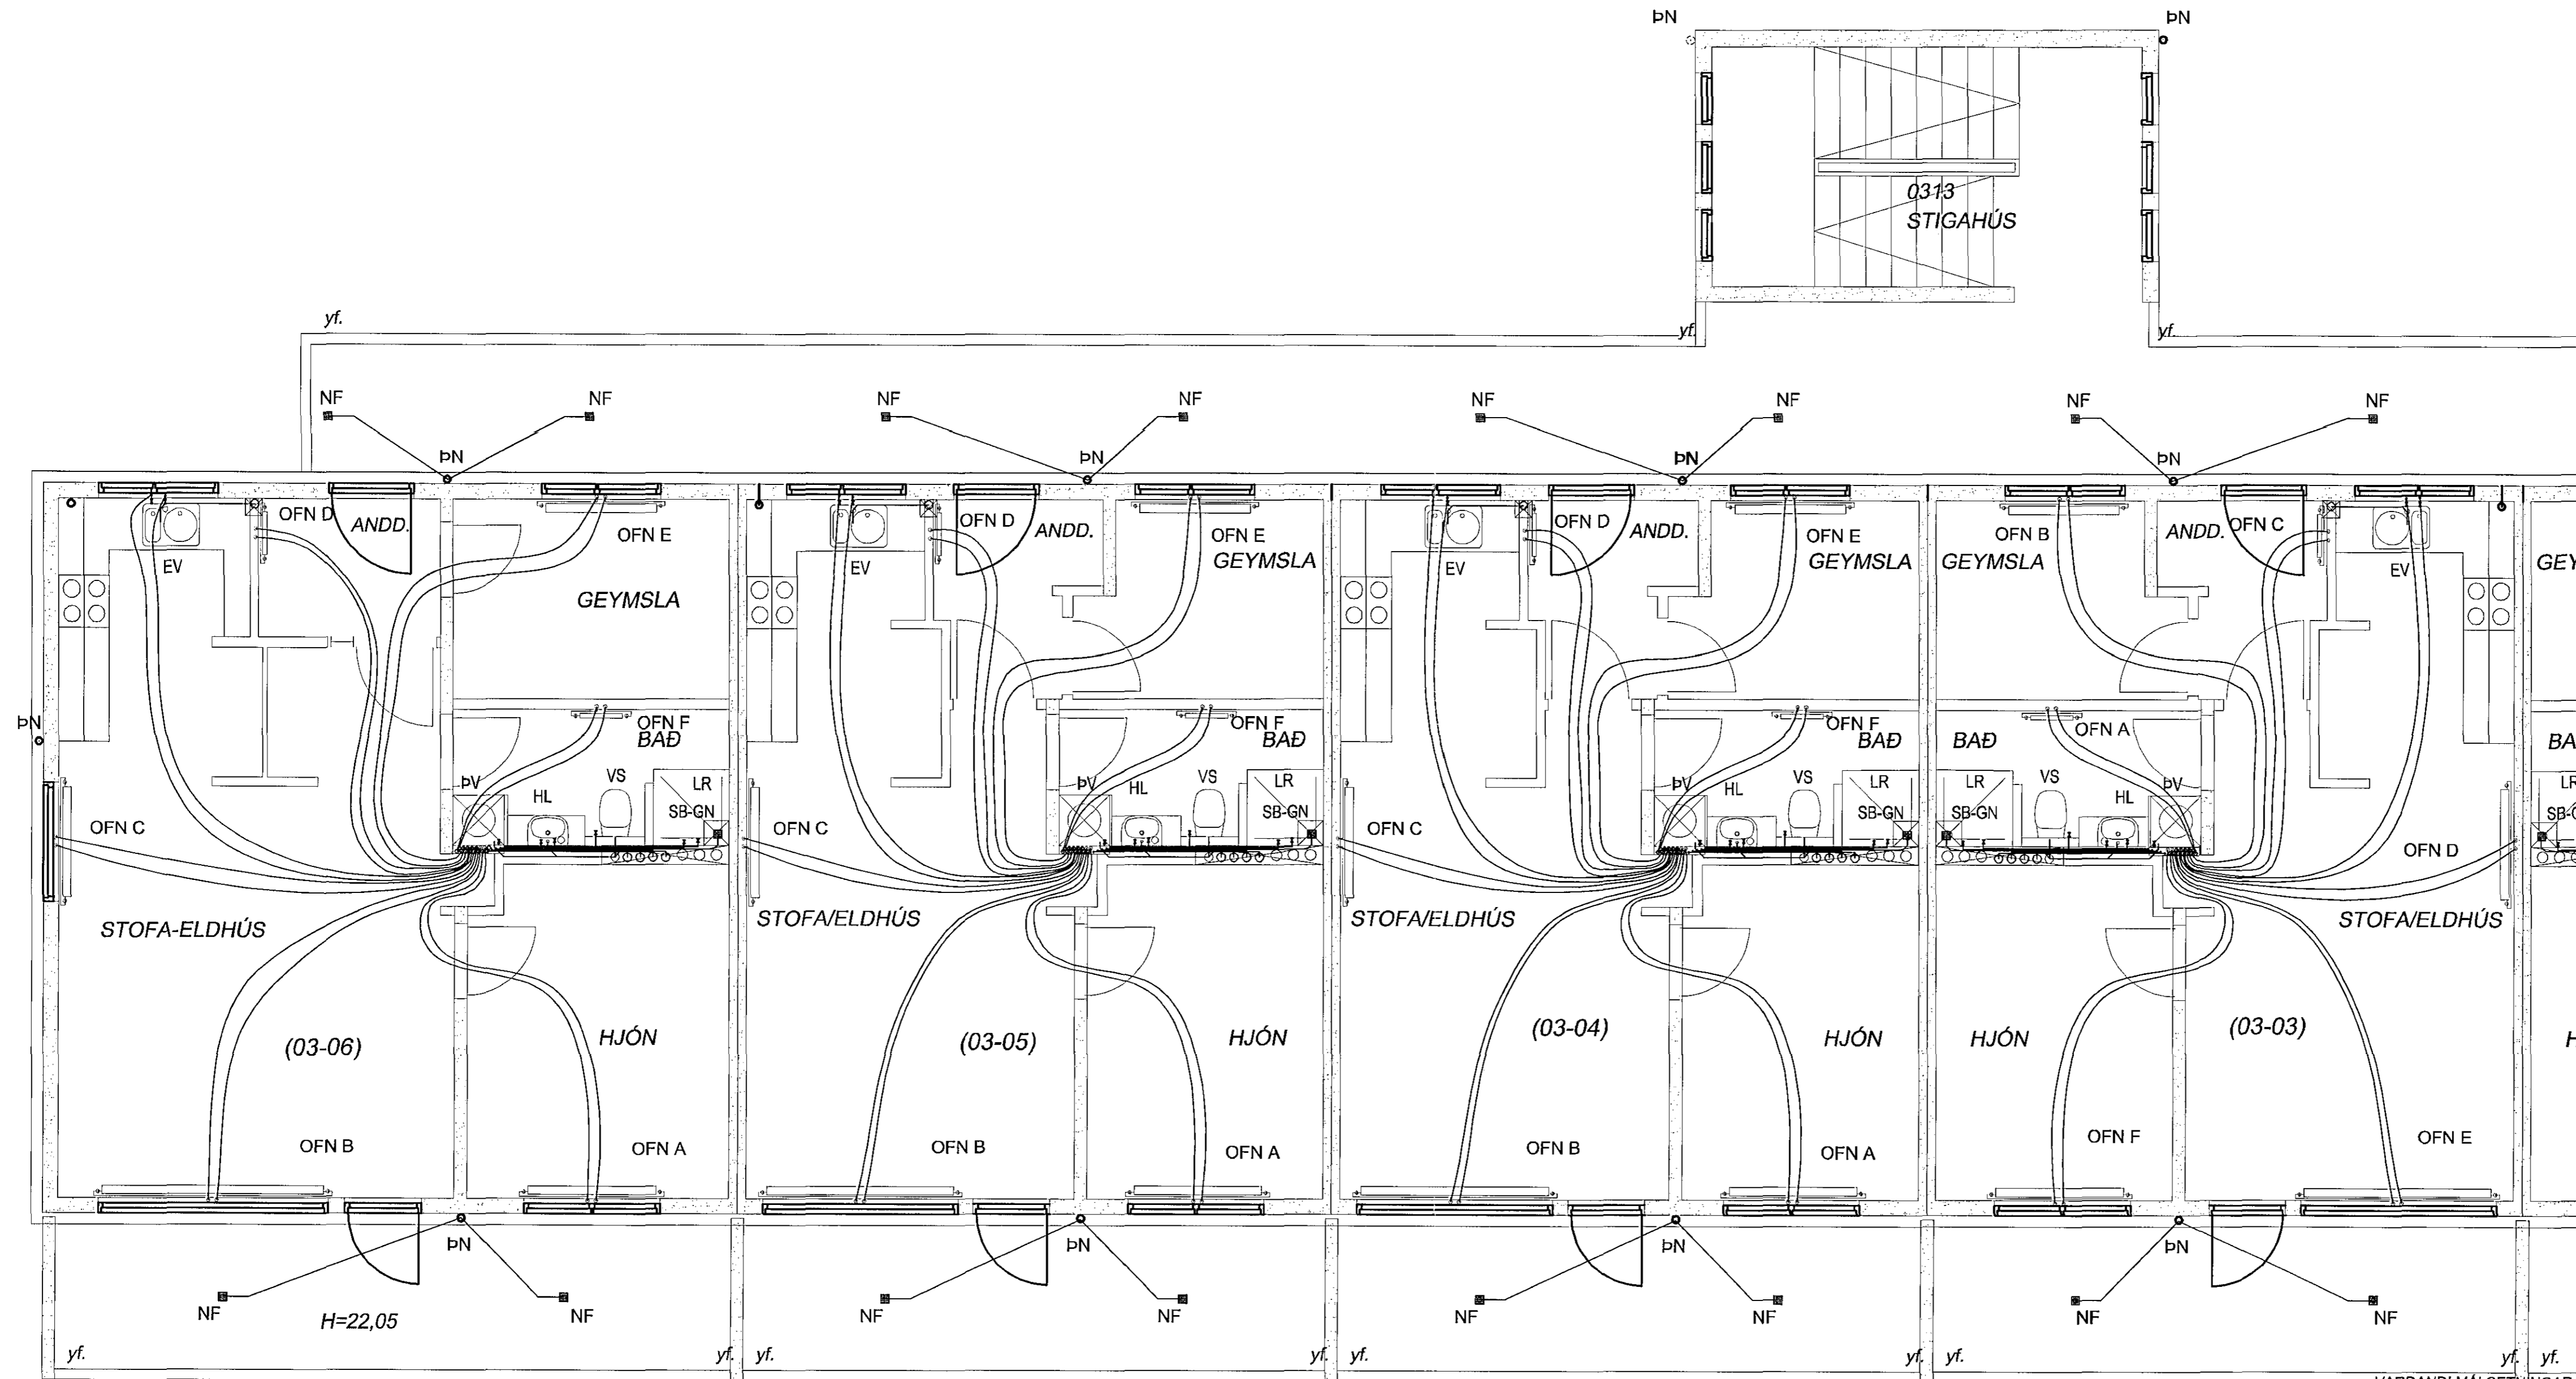 ÞN
ÞN
0313
STIGAHÚS
yf.
yf.
yf.
NF
NF
NF
NF
NF
NF
NF
NF
ÞN
ÞN
ÞN
ÞN
OFN D
ANDD.
OFN E
EV
GEYMSLA
ÞN
OFN F
BAÐ
ÞV
HL
VS
LR
SB-GN
OFN C
STOFA-ELDHÚS
(03-06)
HJÓN
OFN B
OFN A
ÞN
NF
NF
H=22,05
yf.
yf.
OFN D
ANDD.
OFN E
GEYMSLA
EV
OFN F
BAÐ
ÞV
HL
VS
LR
SB-GN
OFN C
STOFA/ELDHÚS
(03-05)
HJÓN
OFN B
OFN A
ÞN
NF
NF
yf.
yf.
OFN D
ANDD.
OFN E
GEYMSLA
EV
OFN F
BAÐ
ÞV
HL
VS
LR
SB-GN
OFN C
STOFA/ELDHÚS
(03-04)
HJÓN
OFN B
OFN A
ÞN
NF
NF
yf.
yf.
OFN B
GEYMSLA
ANDD.
OFN C
EV
BAÐ
OFN A
LR
VS
HL
ÞV
SB-GN
OFN D
STOFA/ELDHÚS
HJÓN
(03-03)
OFN F
OFN E
ÞN
NF
NF
yf.
yf.
yf.
LR